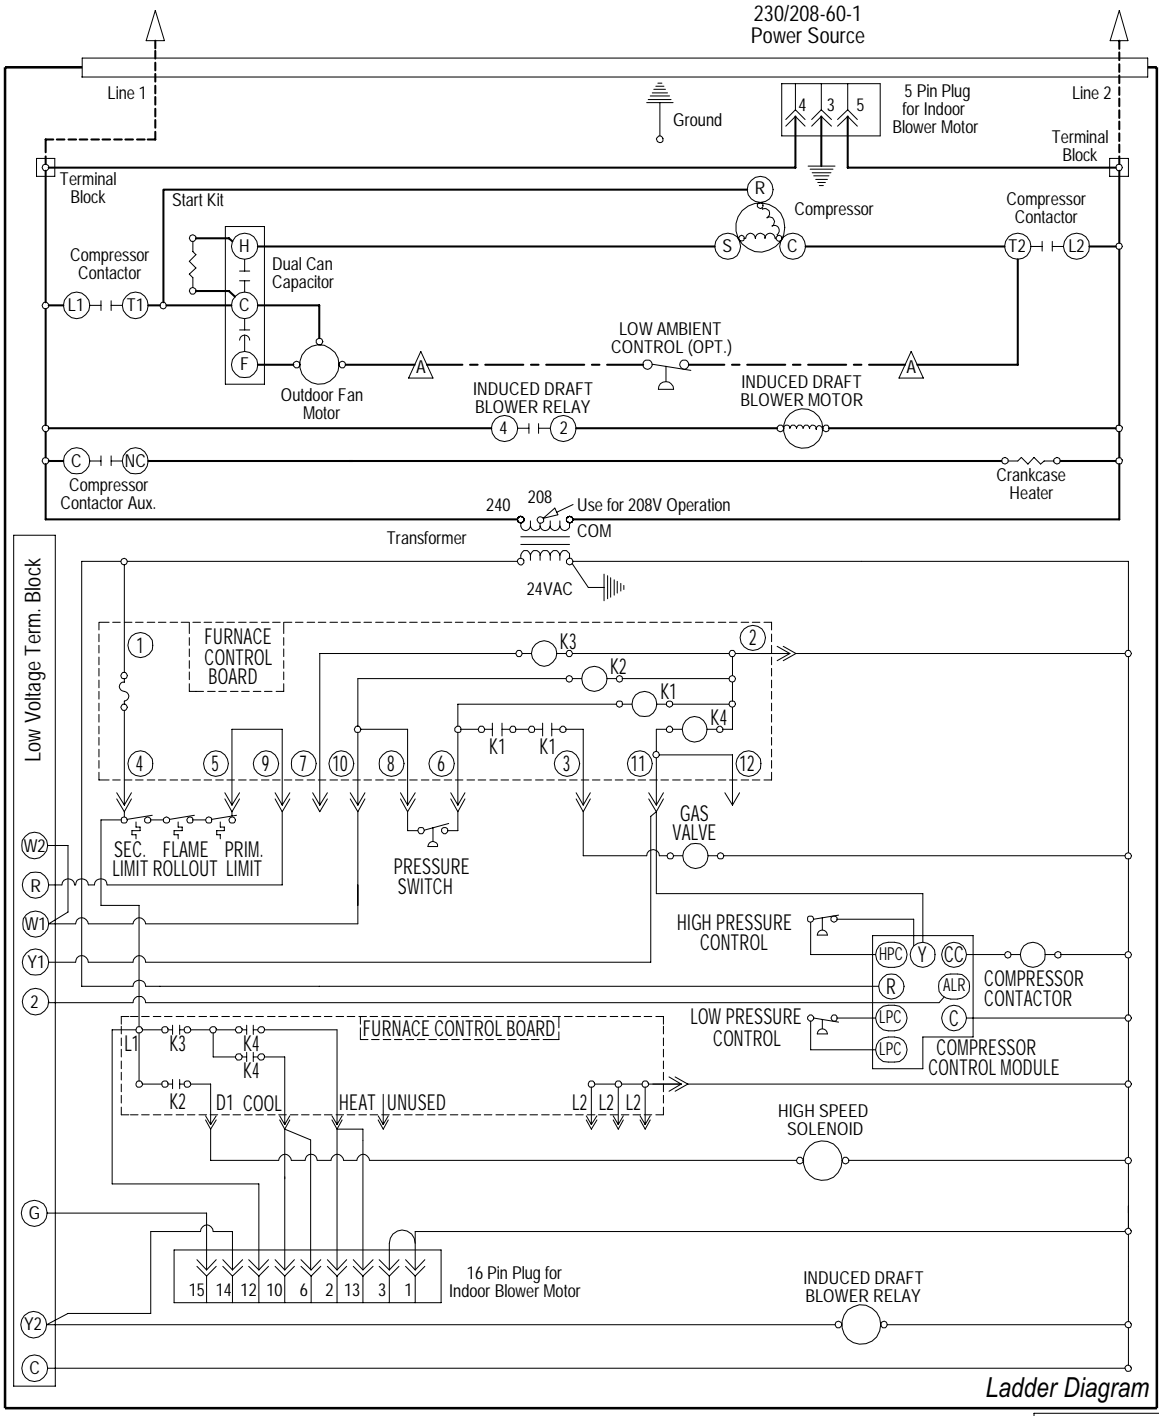 230/208-60-1
Power Source
Line 1
Ground
4 3 5
5 Pin Plug
for Indoor
Blower Motor
Line 2
Terminal
Block
Terminal
Block
Start Kit
R
Compressor
S C
Compressor
Contactor
T2 L2
Compressor
Contactor
L1 T1
H
C
F
Dual Can
Capacitor
Outdoor Fan
Motor
A
LOW AMBIENT
CONTROL (OPT.)
A
INDUCED DRAFT
BLOWER RELAY
4 2
INDUCED DRAFT
BLOWER MOTOR
C NC
Compressor
Contactor Aux.
Crankcase
Heater
240 208 Use for 208V Operation
COM
Transformer
24VAC
Low Voltage Term. Block
1
FURNACE
CONTROL
BOARD
K3
2
K2
K1
K4
K1 K1
4 5 9 7 10 8 6 3 11 12
SEC.
LIMIT
FLAME
ROLLOUT
PRIM.
LIMIT
PRESSURE
SWITCH
GAS
VALVE
W2
R
W1
Y1
2
HIGH PRESSURE
CONTROL
HPC Y CC
R ALR
LPC C
LPC
COMPRESSOR
CONTACTOR
LOW PRESSURE
CONTROL
COMPRESSOR
CONTROL MODULE
FURNACE CONTROL BOARD
L1 K3 K4
K4
K2 D1 COOL HEAT UNUSED L2 L2 L2
HIGH SPEED
SOLENOID
G
15 14 12 10 6 2 13 3 1
16 Pin Plug for
Indoor Blower Motor
INDUCED DRAFT
BLOWER RELAY
Y2
C
Ladder Diagram